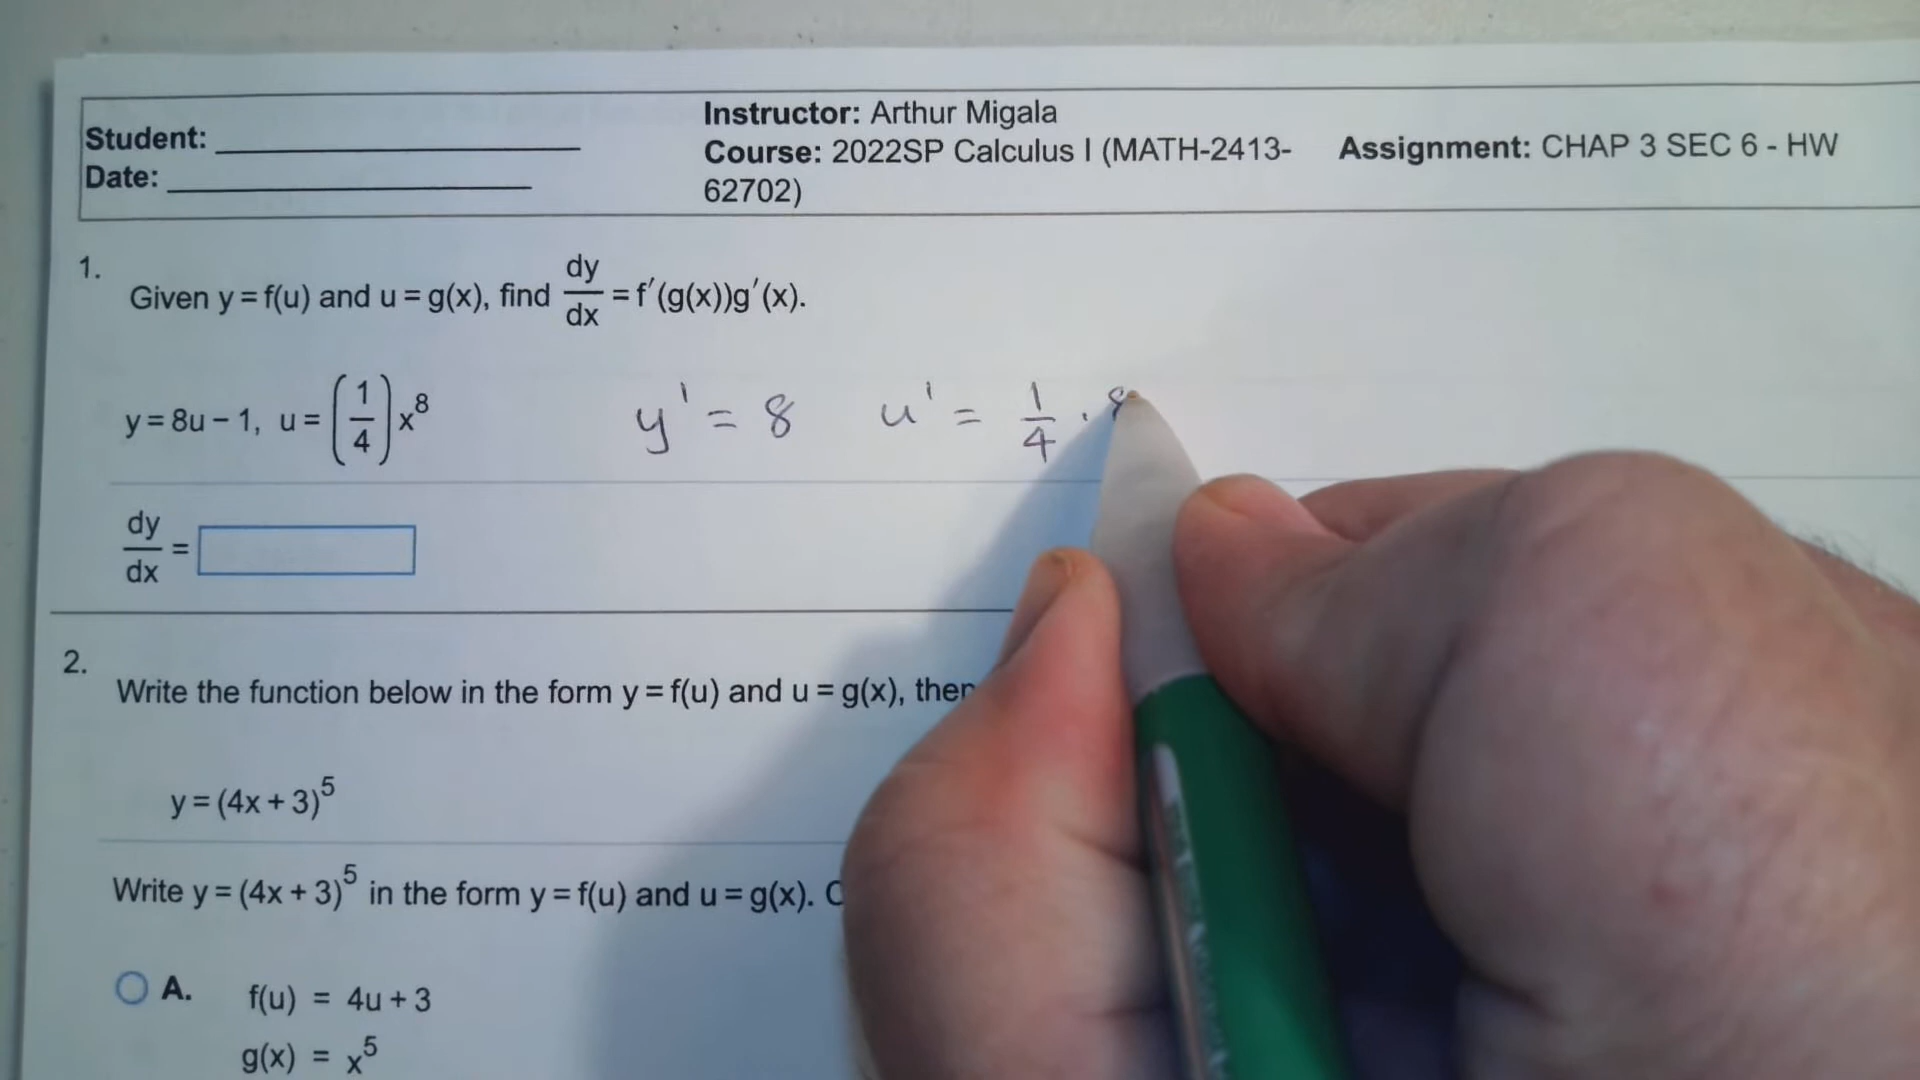 Student: Instructor: Arthur Migala
Date: Course: 2022SP Calculus I (MATH-2413-62702) Assignment: CHAP 3 SEC 6 - HW
1. Given y = f(u) and u = g(x), find dy/dx = f′(g(x))g′(x).
y = 8u − 1, u = (1/4) x^8 y' = 8 u' = 1/4 · 8
dy/dx =
2. Write the function below in the form y = f(u) and u = g(x), then
y = (4x + 3)^5
Write y = (4x + 3)^5 in the form y = f(u) and u = g(x).
A. f(u) = 4u + 3
g(x) = x^5